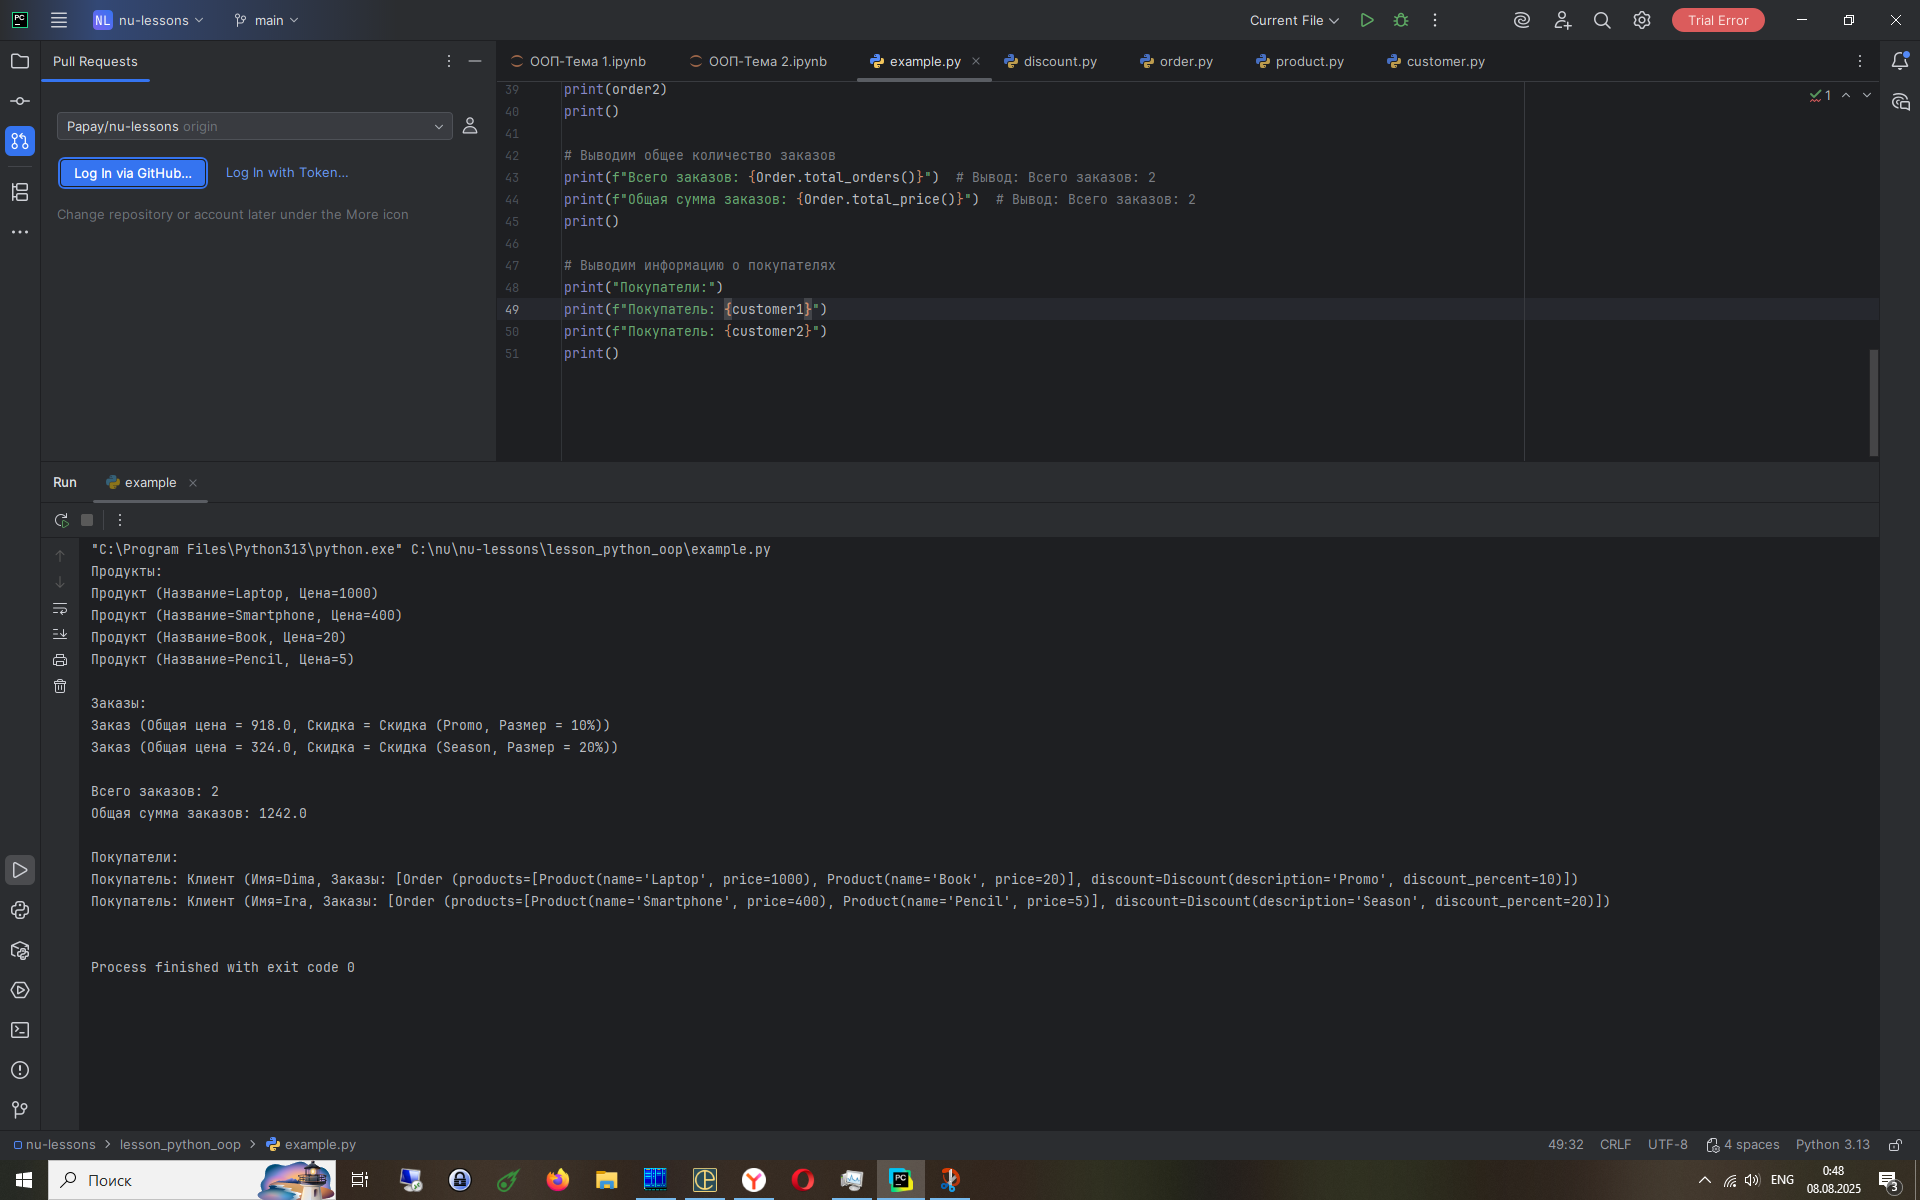 PC
NL nu-lessons main Current File Trial Error
Pull Requests
ООП-Тема 1.ipynb ООП-Тема 2.ipynb example.py discount.py order.py product.py customer.py
Papay/nu-lessons origin
Log In via GitHub... Log In with Token...
Change repository or account later under the More icon
1
39 print(order2)
40 print()
41
42 # Выводим общее количество заказов
43 print(f"Всего заказов: {Order.total_orders()}") # Вывод: Всего заказов: 2
44 print(f"Общая сумма заказов: {Order.total_price()}") # Вывод: Всего заказов: 2
45 print()
46
47 # Выводим информацию о покупателях
48 print("Покупатели:")
49 print(f"Покупатель: {customer1}")
50 print(f"Покупатель: {customer2}")
51 print()
Run example
"C:\Program Files\Python313\python.exe" C:\nu\nu-lessons\lesson_python_oop\example.py
Продукты:
Продукт (Название=Laptop, Цена=1000)
Продукт (Название=Smartphone, Цена=400)
Продукт (Название=Book, Цена=20)
Продукт (Название=Pencil, Цена=5)
Заказы:
Заказ (Общая цена = 918.0, Скидка = Скидка (Promo, Размер = 10%))
Заказ (Общая цена = 324.0, Скидка = Скидка (Season, Размер = 20%))
Всего заказов: 2
Общая сумма заказов: 1242.0
Покупатели:
Покупатель: Клиент (Имя=Dima, Заказы: [Order (products=[Product(name='Laptop', price=1000), Product(name='Book', price=20)], discount=Discount(description='Promo', discount_percent=10)])
Покупатель: Клиент (Имя=Ira, Заказы: [Order (products=[Product(name='Smartphone', price=400), Product(name='Pencil', price=5)], discount=Discount(description='Season', discount_percent=20)])
Process finished with exit code 0
nu-lessons > lesson_python_oop > example.py 49:32 CRLF UTF-8 4 spaces Python 3.13
Поиск PC ENG 0:48
08.08.2025 3